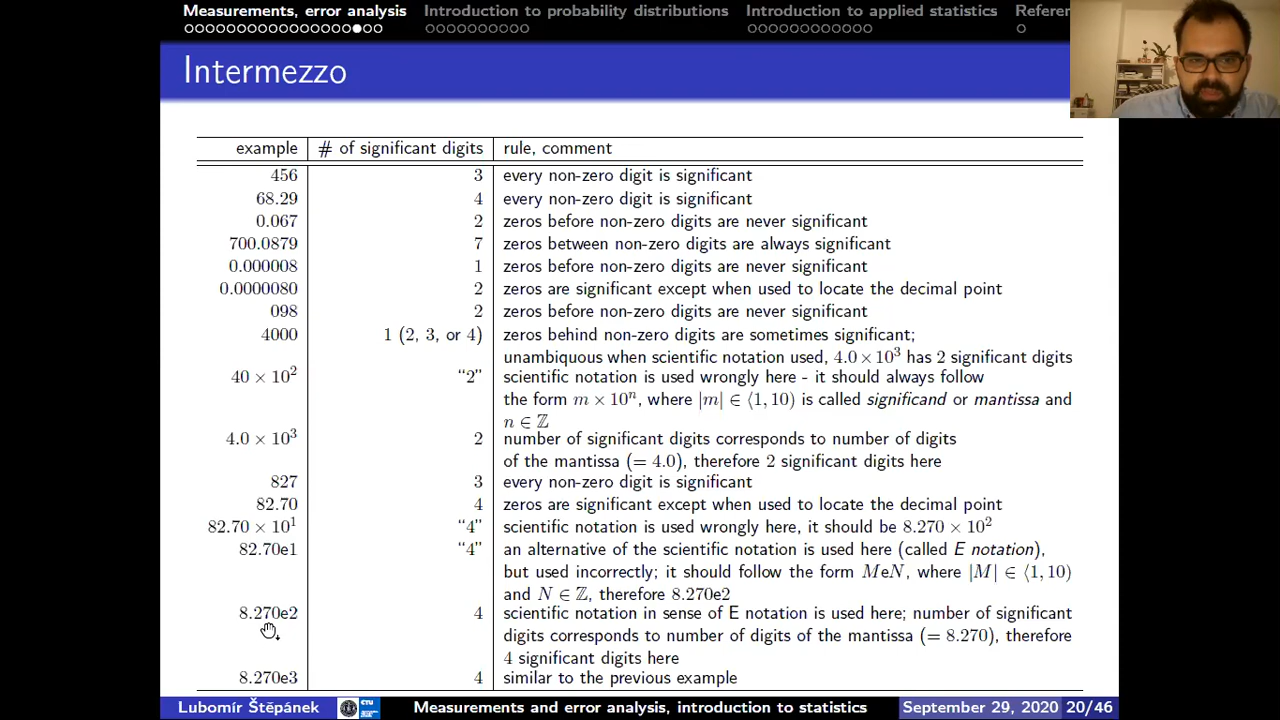 Measurements, error analysis Introduction to probability distributions Introduction to applied statistics Refere
Intermezzo
example # of significant digits rule, comment
456 3 every non-zero digit is significant
68.29 4 every non-zero digit is significant
0.067 2 zeros before non-zero digits are never significant
700.0879 7 zeros between non-zero digits are always significant
0.000008 1 zeros before non-zero digits are never significant
0.0000080 2 zeros are significant except when used to locate the decimal point
098 2 zeros before non-zero digits are never significant
4000 1 (2, 3, or 4) zeros behind non-zero digits are sometimes significant;
unambiquous when scientific notation used, 4.0 × 10³ has 2 significant digits
40 × 10² “2” scientific notation is used wrongly here - it should always follow
the form m × 10ⁿ, where |m| ∈ ⟨1, 10) is called significand or mantissa and
n ∈ ℤ
4.0 × 10³ 2 number of significant digits corresponds to number of digits
of the mantissa (= 4.0), therefore 2 significant digits here
827 3 every non-zero digit is significant
82.70 4 zeros are significant except when used to locate the decimal point
82.70 × 10¹ “4” scientific notation is used wrongly here, it should be 8.270 × 10²
82.70e1 “4” an alternative of the scientific notation is used here (called E notation),
but used incorrectly; it should follow the form MeN, where |M| ∈ ⟨1, 10)
and N ∈ ℤ, therefore 8.270e2
8.270e2 4 scientific notation in sense of E notation is used here; number of significant
digits corresponds to number of digits of the mantissa (= 8.270), therefore
4 significant digits here
8.270e3 4 similar to the previous example
Lubomír Štěpánek CTU Measurements and error analysis, introduction to statistics September 29, 2020 20/46